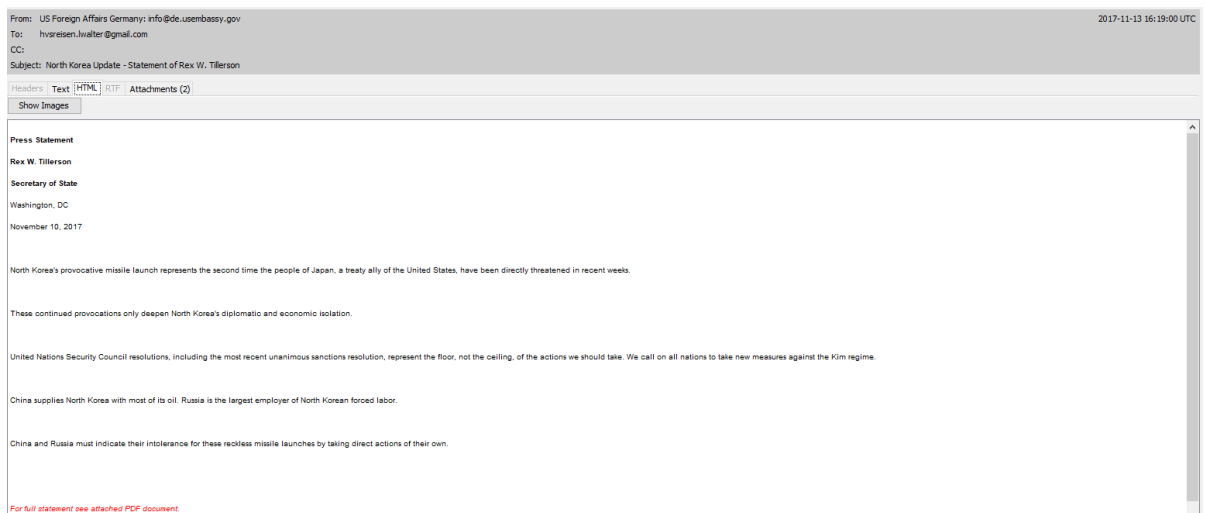 From: US Foreign Affairs Germany: info@de.usembassy.gov 2017-11-13 16:19:00 UTC
To: hvsreisen.lwalter@gmail.com
CC:
Subject: North Korea Update - Statement of Rex W. Tillerson
Headers Text HTML RTF Attachments (2)
Show Images
Press Statement
Rex W. Tillerson
Secretary of State
Washington, DC
November 10, 2017
North Korea's provocative missile launch represents the second time the people of Japan, a treaty ally of the United States, have been directly threatened in recent weeks.
These continued provocations only deepen North Korea's diplomatic and economic isolation.
United Nations Security Council resolutions, including the most recent unanimous sanctions resolution, represent the floor, not the ceiling, of the actions we should take. We call on all nations to take new measures against the Kim regime.
China supplies North Korea with most of its oil. Russia is the largest employer of North Korean forced labor.
China and Russia must indicate their intolerance for these reckless missile launches by taking direct actions of their own.
For full statement see attached PDF document.